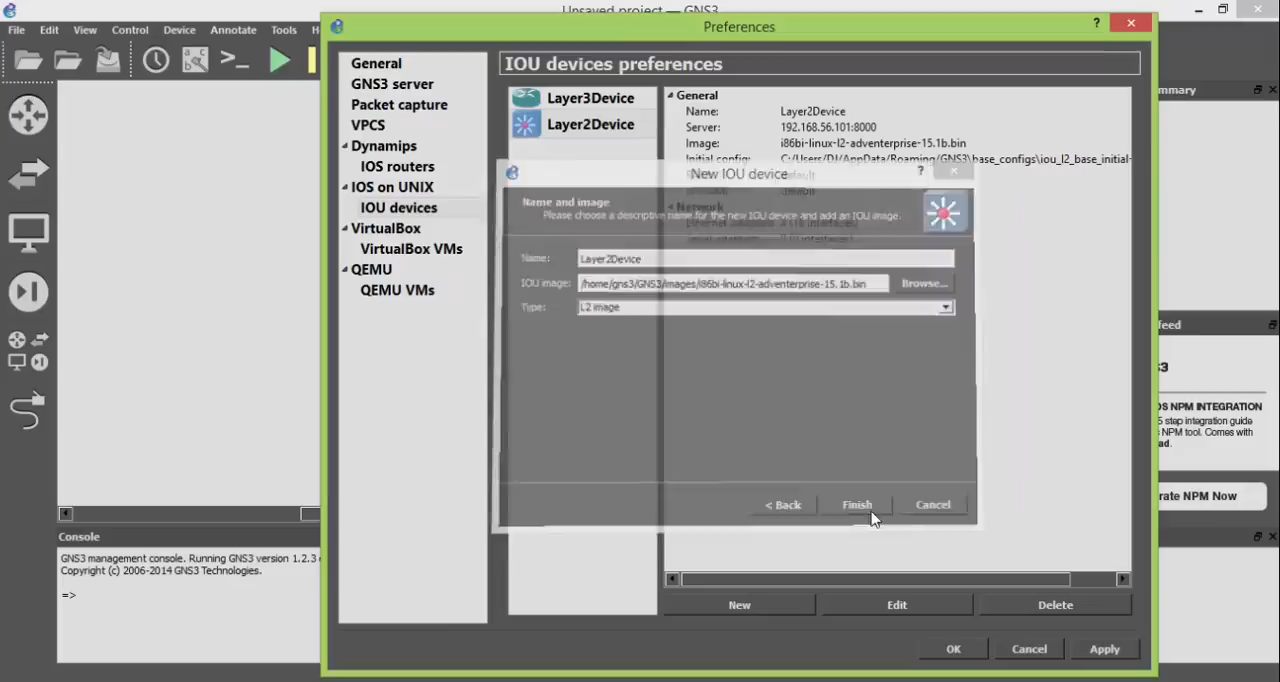 Unsaved project — GNS3
File Edit View Control Device Annotate Tools H
Preferences
?
General
GNS3 server
Packet capture
VPCS
Dynamips
IOS routers
IOS on UNIX
IOU devices
VirtualBox
VirtualBox VMs
QEMU
QEMU VMs
IOU devices preferences
Layer3Device
Layer2Device
General
Name: Layer2Device
Server: 192.168.56.101:8000
Image: i86bi-linux-l2-adventerprise-15.1b.bin
Initial config: C:/Users/DJ/AppData/Roaming/GNS3\base_configs\iou_l2_base_initial-
Network
New IOU device
?
Name and image
Please choose a descriptive name for the new IOU device and add an IOU image.
Name: Layer2Device
IOU image: /home/gns3/GNS3/images/i86bi-linux-l2-adventerprise-15.1b.bin Browse...
Type: L2 image
< Back Finish Cancel
New Edit Delete
OK Cancel Apply
Console
GNS3 management console. Running GNS3 version 1.2.3
Copyright (c) 2006-2014 GNS3 Technologies.
=>
mmary
feed
S3
OS NPM INTEGRATION
5 step integration guide
s NPM tool. Comes with
ad.
rate NPM Now